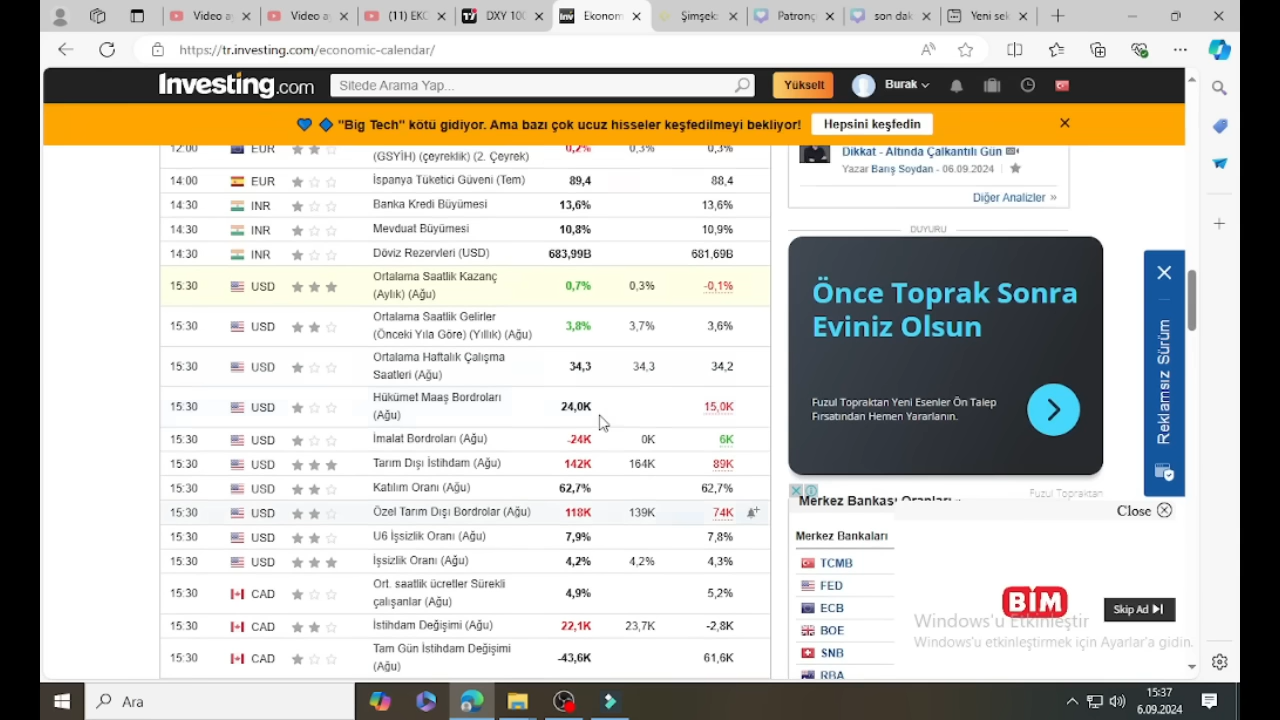 Video a
Video a
(11) EKC
DXY 100
Ekonom
Şimşek
Patronç
son dak
Yeni sek
https://tr.investing.com/economic-calendar/
Investing.com
Sitede Arama Yap...
Yükselt
Burak
"Big Tech" kötü gidiyor. Ama bazı çok ucuz hisseler keşfedilmeyi bekliyor!
Hepsini keşfedin
12:00 EUR (GSYİH) (çeyreklik) (2. Çeyrek) 0,2% 0,3% 0,3%
14:00 EUR İspanya Tüketici Güveni (Tem) 89,4 88,4
14:30 INR Banka Kredi Büyümesi 13,6% 13,6%
14:30 INR Mevduat Büyümesi 10,8% 10,9%
14:30 INR Döviz Rezervleri (USD) 683,99B 681,69B
15:30 USD Ortalama Saatlik Kazanç 0,7% 0,3% -0,1%
(Aylık) (Ağu)
15:30 USD Ortalama Saatlik Gelirler 3,8% 3,7% 3,6%
(Önceki Yıla Göre) (Yıllık) (Ağu)
15:30 USD Ortalama Haftalık Çalışma 34,3 34,3 34,2
Saatleri (Ağu)
15:30 USD Hükümet Maaş Bordroları 24,0K 15,0K
(Ağu)
15:30 USD İmalat Bordroları (Ağu) -24K 0K 6K
15:30 USD Tarım Dışı İstihdam (Ağu) 142K 164K 89K
15:30 USD Katılım Oranı (Ağu) 62,7% 62,7%
15:30 USD Özel Tarım Dışı Bordrolar (Ağu) 118K 139K 74K
15:30 USD U6 İşsizlik Oranı (Ağu) 7,9% 7,8%
15:30 USD İşsizlik Oranı (Ağu) 4,2% 4,2% 4,3%
15:30 CAD Ort. saatlik ücretler Sürekli 4,9% 5,2%
çalışanlar (Ağu)
15:30 CAD İstihdam Değişimi (Ağu) 22,1K 23,7K -2,8K
15:30 CAD Tam Gün İstihdam Değişimi -43,6K 61,6K
(Ağu)
Dikkat - Altında Çalkantılı Gün
Yazar Barış Soydan - 06.09.2024
Diğer Analizler »
DUYURU
Önce Toprak Sonra
Eviniz Olsun
Fuzul Topraktan Yeni Esenler Ön Talep
Fırsatından Hemen Yararlanın.
Fuzul Topraktan
Reklamsız Sürüm
Merkez Bankası Oranları »
Close
Merkez Bankaları
TCMB
FED
ECB
BOE
SNB
RBA
BİM
Skip Ad
Windows'u Etkinleştir
Windows'u etkinleştirmek için Ayarlar'a gidin.
Ara
15:37
6.09.2024